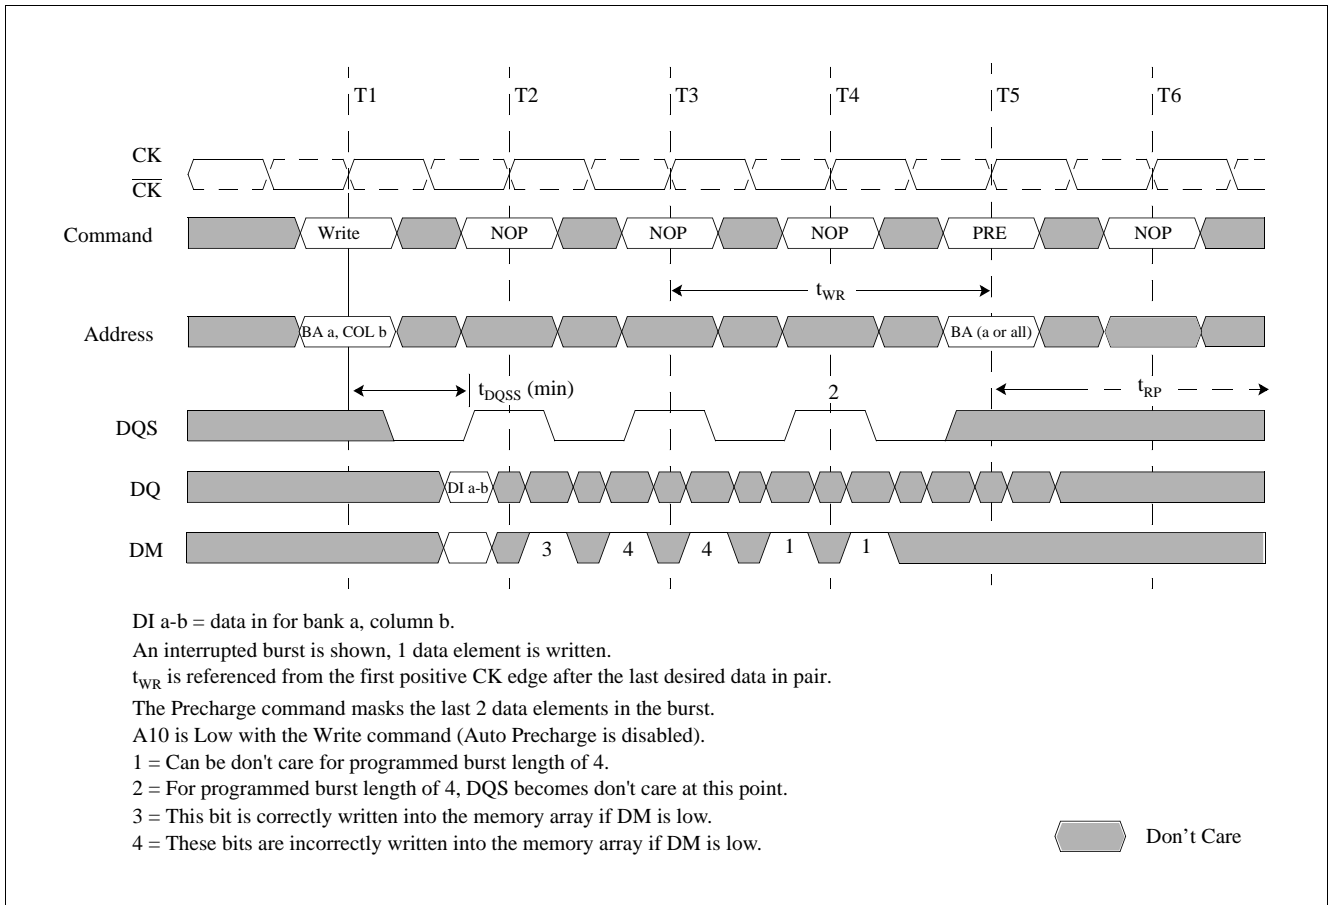 T1 T2 T3 T4 T5 T6
CK
CK
Command Write NOP NOP NOP PRE NOP
tWR
Address BA a, COL b BA (a or all)
tDQSS (min) 2 tRP
DQS
DQ DI a-b
DM 3 4 4 1 1
DI a-b = data in for bank a, column b.
An interrupted burst is shown, 1 data element is written.
tWR is referenced from the first positive CK edge after the last desired data in pair.
The Precharge command masks the last 2 data elements in the burst.
A10 is Low with the Write command (Auto Precharge is disabled).
1 = Can be don't care for programmed burst length of 4.
2 = For programmed burst length of 4, DQS becomes don't care at this point.
3 = This bit is correctly written into the memory array if DM is low.
4 = These bits are incorrectly written into the memory array if DM is low.
Don't Care